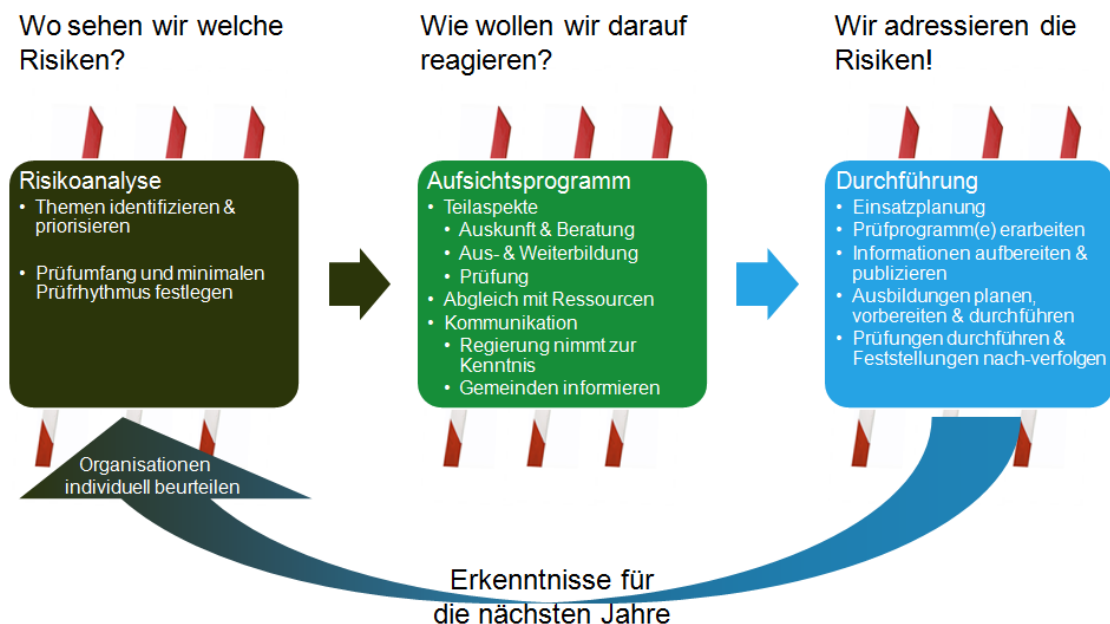 Wo sehen wir welche
Risiken?
Wie wollen wir darauf
reagieren?
Wir adressieren die
Risiken!
Risikoanalyse
• Themen identifizieren &
priorisieren
• Prüfumfang und minimalen
Prüfrhythmus festlegen
Aufsichtsprogramm
• Teilaspekte
• Auskunft & Beratung
• Aus- & Weiterbildung
• Prüfung
• Abgleich mit Ressourcen
• Kommunikation
• Regierung nimmt zur
Kenntnis
• Gemeinden informieren
Durchführung
• Einsatzplanung
• Prüfprogramm(e) erarbeiten
• Informationen aufbereiten &
publizieren
• Ausbildungen planen,
vorbereiten & durchführen
• Prüfungen durchführen &
Feststellungen nach-verfolgen
Organisationen
individuell beurteilen
Erkenntnisse für
die nächsten Jahre